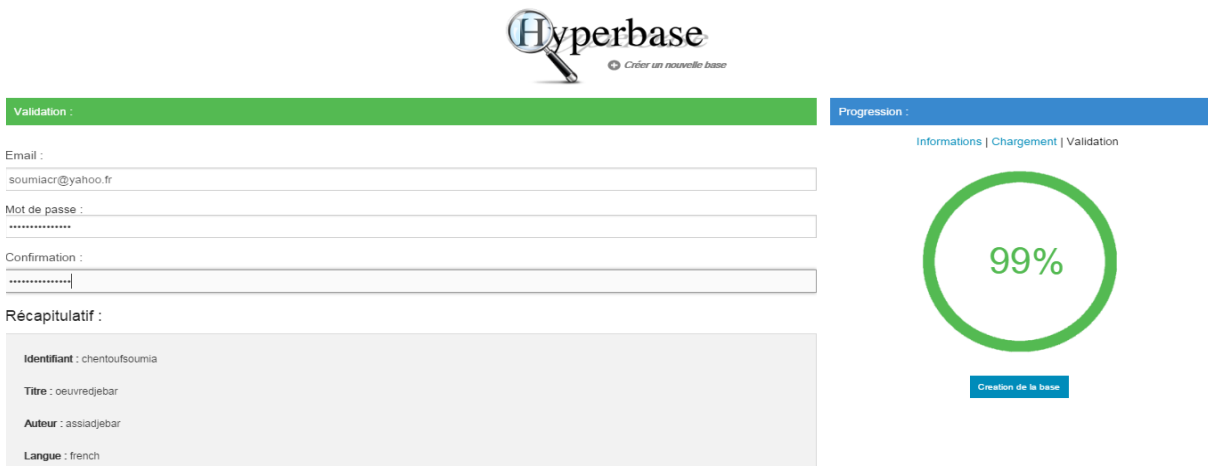 Hyperbase
Créer un nouvelle base
Validation :
Email :
soumiacr@yahoo.fr
Mot de passe :
•••••••••••••••
Confirmation :
•••••••••••••••
Récapitulatif :
Identifiant : chentoufsoumia
Titre : oeuvredjebar
Auteur : assiadjebar
Langue : french
Progression :
Informations | Chargement | Validation
99%
Creation de la base